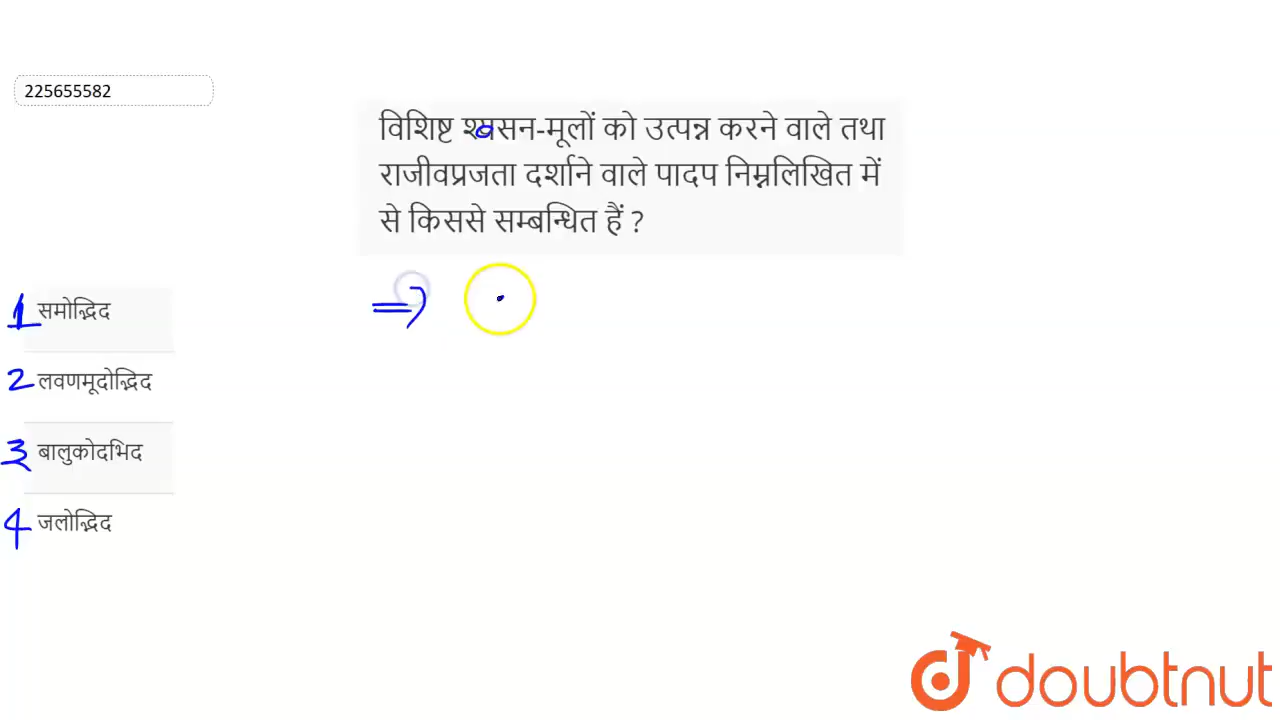 225655582
विशिष्ट श्वसन-मूलों को उत्पन्न करने वाले तथा
राजीवप्रजता दर्शाने वाले पादप निम्नलिखित में
से किससे सम्बन्धित हैं ?
⇒
1 समोद्भिद
2 लवणमृदोद्भिद
3 बालुकोदभिद
4 जलोद्भिद
doubtnut